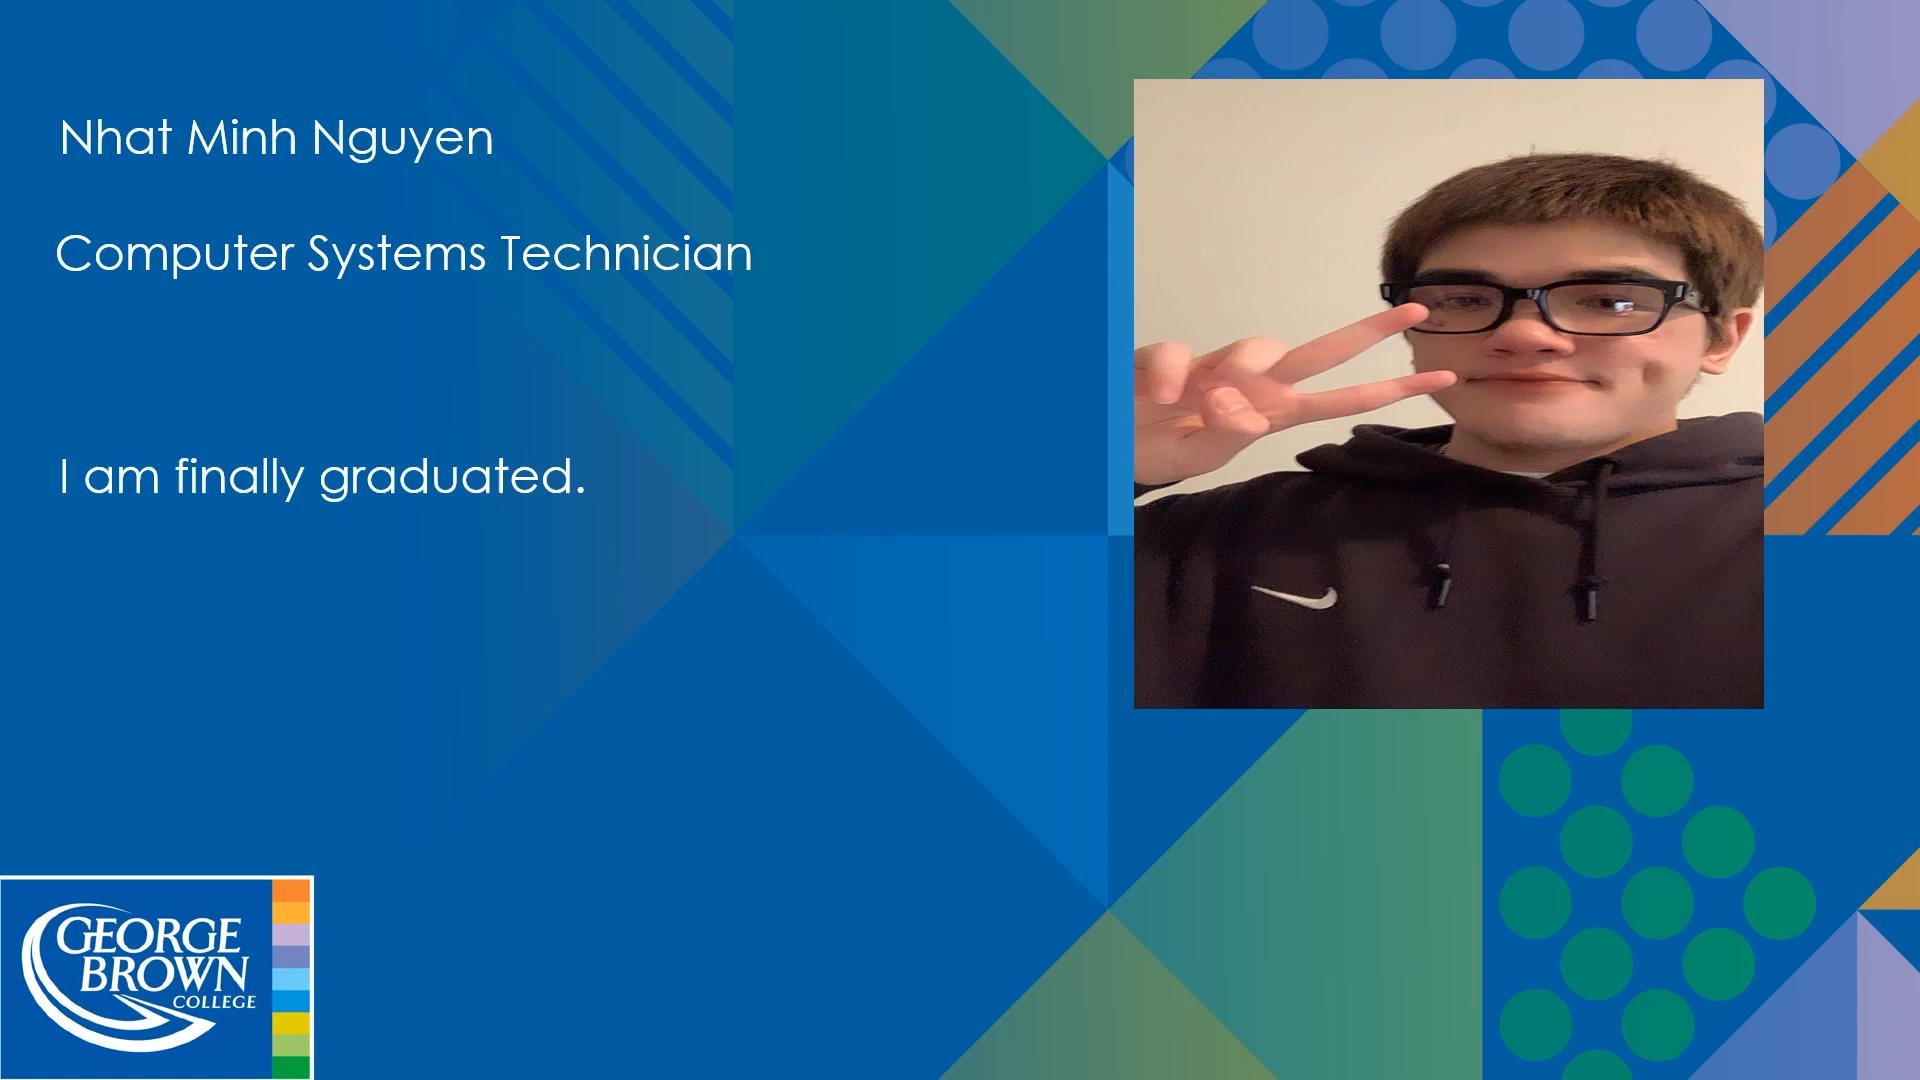 Nhat Minh Nguyen
Computer Systems Technician
I am finally graduated.
GEORGE
BROWN
COLLEGE